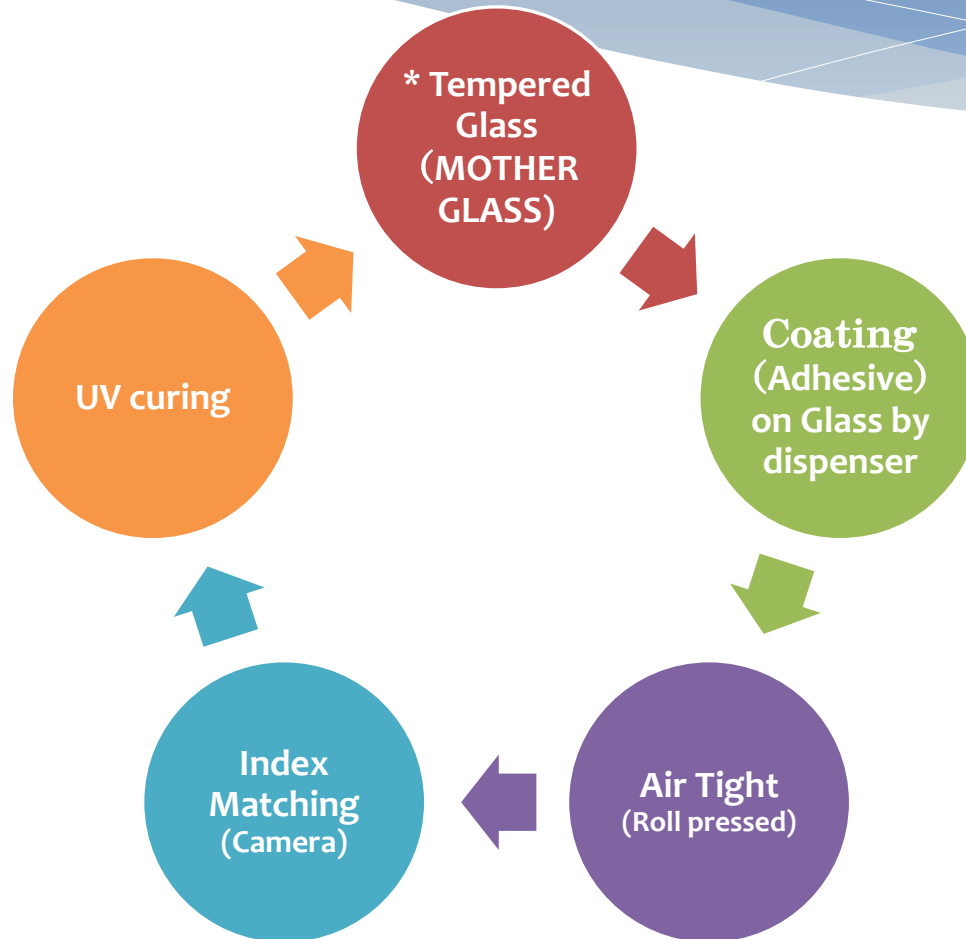 * Tempered
Glass
(MOTHER
GLASS)
Coating
(Adhesive)
on Glass by
dispenser
Air Tight
(Roll pressed)
Index
Matching
(Camera)
UV curing